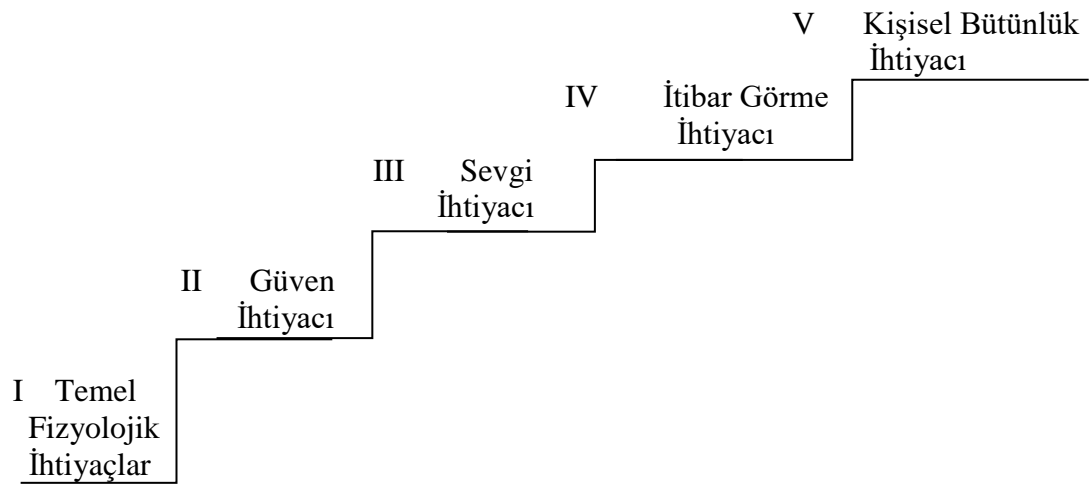 V Kişisel Bütünlük
İhtiyacı
IV İtibar Görme
İhtiyacı
III Sevgi
İhtiyacı
II Güven
İhtiyacı
I Temel
Fizyolojik
İhtiyaçlar